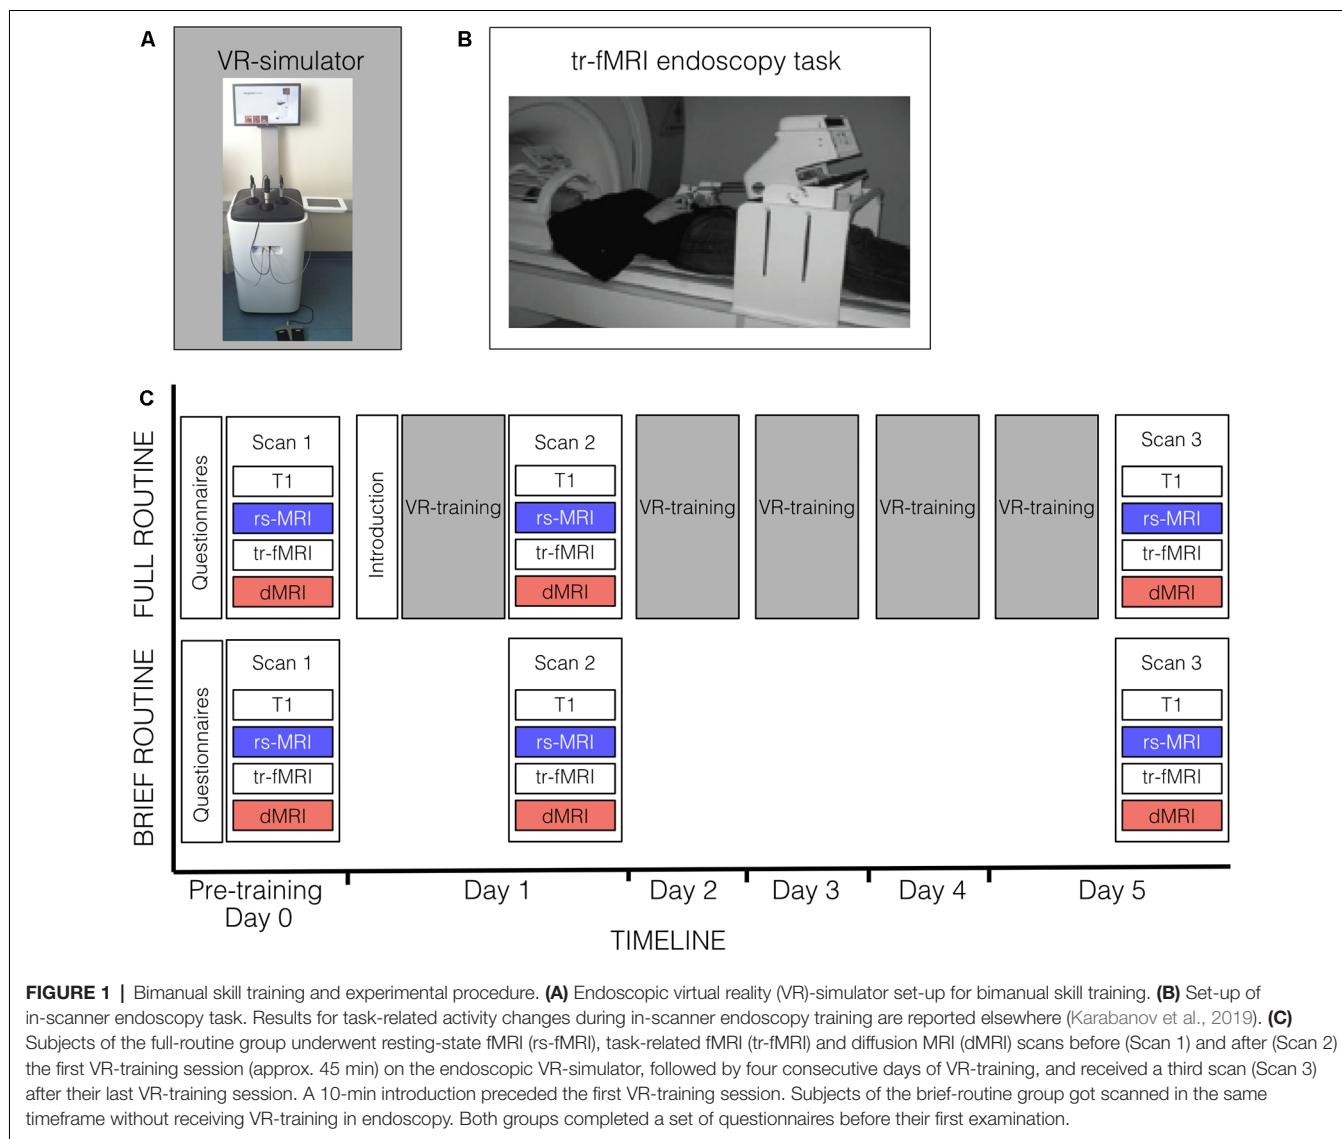 A
VR-simulator
B
tr-fMRI endoscopy task
C
FULL ROUTINE
Questionnaires
Scan 1
T1
rs-MRI
tr-fMRI
dMRI
Introduction
VR-training
Scan 2
T1
rs-MRI
tr-fMRI
dMRI
VR-training
VR-training
VR-training
VR-training
Scan 3
T1
rs-MRI
tr-fMRI
dMRI
BRIEF ROUTINE
Questionnaires
Scan 1
T1
rs-MRI
tr-fMRI
dMRI
Scan 2
T1
rs-MRI
tr-fMRI
dMRI
Scan 3
T1
rs-MRI
tr-fMRI
dMRI
Pre-training
Day 0
Day 1
Day 2
Day 3
Day 4
Day 5
TIMELINE
FIGURE 1 | Bimanual skill training and experimental procedure. (A) Endoscopic virtual reality (VR)-simulator set-up for bimanual skill training. (B) Set-up of
in-scanner endoscopy task. Results for task-related activity changes during in-scanner endoscopy training are reported elsewhere (Karabanov et al., 2019). (C)
Subjects of the full-routine group underwent resting-state fMRI (rs-fMRI), task-related fMRI (tr-fMRI) and diffusion MRI (dMRI) scans before (Scan 1) and after (Scan 2)
the first VR-training session (approx. 45 min) on the endoscopic VR-simulator, followed by four consecutive days of VR-training, and received a third scan (Scan 3)
after their last VR-training session. A 10-min introduction preceded the first VR-training session. Subjects of the brief-routine group got scanned in the same
timeframe without receiving VR-training in endoscopy. Both groups completed a set of questionnaires before their first examination.